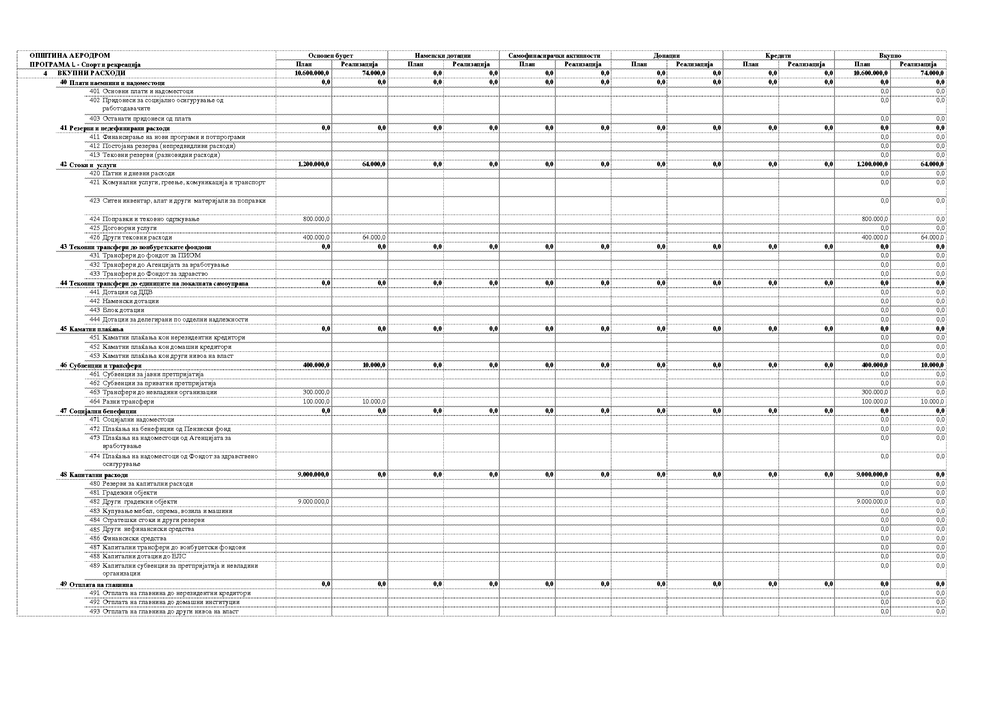 ОПШТИНА АЕРОДРОМ Основен буџет Наменски дотации Самофинасирачки активности Донации Кредити Вкупно
ПРОГРАМА L - Спорт и рекреација План Реализација План Реализација План Реализација План Реализација План Реализација План Реализација
4 ВКУПНИ РАСХОДИ 10.600.000,0 74.000,0 0,0 0,0 0,0 0,0 0,0 0,0 0,0 0,0 10.600.000,0 74.000,0
40 Плати наемнини и надоместоци 0,0 0,0 0,0 0,0 0,0 0,0 0,0 0,0 0,0 0,0 0,0 0,0
401 Основни плати и надоместоци 0,0 0,0
402 Придонеси за социјално осигурување од 0,0 0,0
работодавачите
403 Останати придонеси од плата 0,0 0,0
41 Резерви и недефинирани расходи 0,0 0,0 0,0 0,0 0,0 0,0 0,0 0,0 0,0 0,0 0,0 0,0
411 Финансирање на нови програми и потпрограми 0,0 0,0
412 Постојана резерва (непредвидливи расходи) 0,0 0,0
413 Тековни резерви (разновидни расходи) 0,0 0,0
42 Стоки и услуги 1.200.000,0 64.000,0 0,0 0,0 0,0 0,0 0,0 0,0 0,0 0,0 1.200.000,0 64.000,0
420 Патни и дневни расходи 0,0 0,0
421 Комунални услуги, греење, комуникација и транспорт 0,0 0,0
423 Ситен инвентар, алат и други материјали за поправки 0,0 0,0
424 Поправки и тековно одржување 800.000,0 800.000,0 0,0
425 Договорни услуги 0,0 0,0
426 Други тековни расходи 400.000,0 64.000,0 400.000,0 64.000,0
43 Тековни трансфери до вонбуџетските фондови 0,0 0,0 0,0 0,0 0,0 0,0 0,0 0,0 0,0 0,0 0,0 0,0
431 Трансфери до фондот за ПИОМ 0,0 0,0
432 Трансфери до Агенцијата за вработување 0,0 0,0
433 Трансфери до Фондот за здравство 0,0 0,0
44 Тековни трансфери до единиците на локалната самоуправа 0,0 0,0 0,0 0,0 0,0 0,0 0,0 0,0 0,0 0,0 0,0 0,0
441 Дотации од ДДВ 0,0 0,0
442 Наменски дотации 0,0 0,0
443 Блок дотации 0,0 0,0
444 Дотации за делегирани по одделни надлежности 0,0 0,0
45 Каматни плаќања 0,0 0,0 0,0 0,0 0,0 0,0 0,0 0,0 0,0 0,0 0,0 0,0
451 Каматни плаќања кон нерезидентни кредитори 0,0 0,0
452 Каматни плаќања кон домашни кредитори 0,0 0,0
453 Каматни плаќања кон други нивоа на власт 0,0 0,0
46 Субвенции и трансфери 400.000,0 10.000,0 0,0 0,0 0,0 0,0 0,0 0,0 0,0 0,0 400.000,0 10.000,0
461 Субвенции за јавни претпријатија 0,0 0,0
462 Субвенции за приватни претпријатија 0,0 0,0
463 Трансфери до невладини организации 300.000,0 300.000,0 0,0
464 Разни трансфери 100.000,0 10.000,0 100.000,0 10.000,0
47 Социјални бенефиции 0,0 0,0 0,0 0,0 0,0 0,0 0,0 0,0 0,0 0,0 0,0 0,0
471 Социјални надоместоци 0,0 0,0
472 Плаќања на бенефиции од Пензиски фонд 0,0 0,0
473 Плаќања на надоместоци од Агенцијата за 0,0 0,0
вработување
474 Плаќања на надоместоци од Фондот за здравствено 0,0 0,0
осигурување
48 Капитални расходи 9.000.000,0 0,0 0,0 0,0 0,0 0,0 0,0 0,0 0,0 0,0 9.000.000,0 0,0
480 Резерви за капитални расходи 0,0 0,0
481 Градежни објекти 0,0 0,0
482 Други градежни објекти 9.000.000,0 9.000.000,0 0,0
483 Купување мебел, опрема, возила и машини 0,0 0,0
484 Стратешки стоки и други резерви 0,0 0,0
485 Други нефинансиски средства 0,0 0,0
486 Финансиски средства 0,0 0,0
487 Капитални трансфери до вонбуџетски фондови 0,0 0,0
488 Капитални дотации до ЕЛС 0,0 0,0
489 Капитални субвенции за претпријатија и невладини 0,0 0,0
организации
49 Отплата на главнина 0,0 0,0 0,0 0,0 0,0 0,0 0,0 0,0 0,0 0,0 0,0 0,0
491 Отплата на главнина до нерезидентни кредитори 0,0 0,0
492 Отплата на главнина до домашни институции 0,0 0,0
493 Отплата на главнина до други нивоа на власт 0,0 0,0